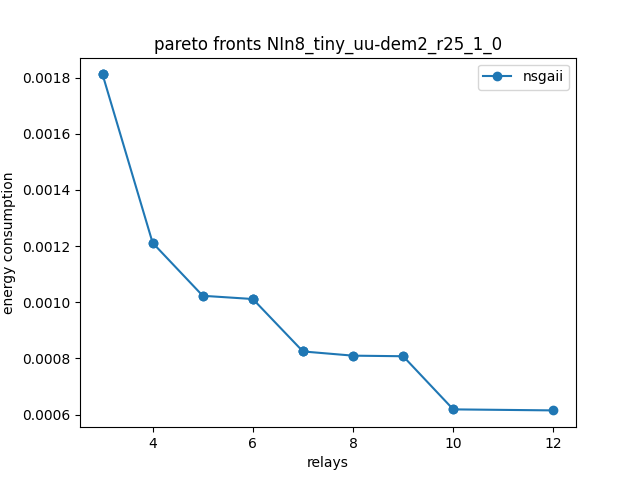 pareto fronts NIn8_tiny_uu-dem2_r25_1_0
nsgaii
0.0018
0.0016
0.0014
0.0012
0.0010
0.0008
0.0006
energy consumption
4 6 8 10 12
relays